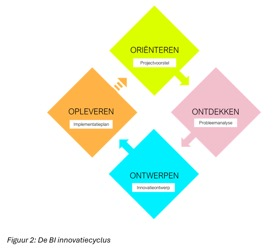 ORIËNTEREN
Projectvoorstel
OPLEVEREN
Implementatieplan
ONTDEKKEN
Probleemanalyse
ONTWERPEN
Innovatieontwerp
Figuur 2: De BI innovatiecyclus